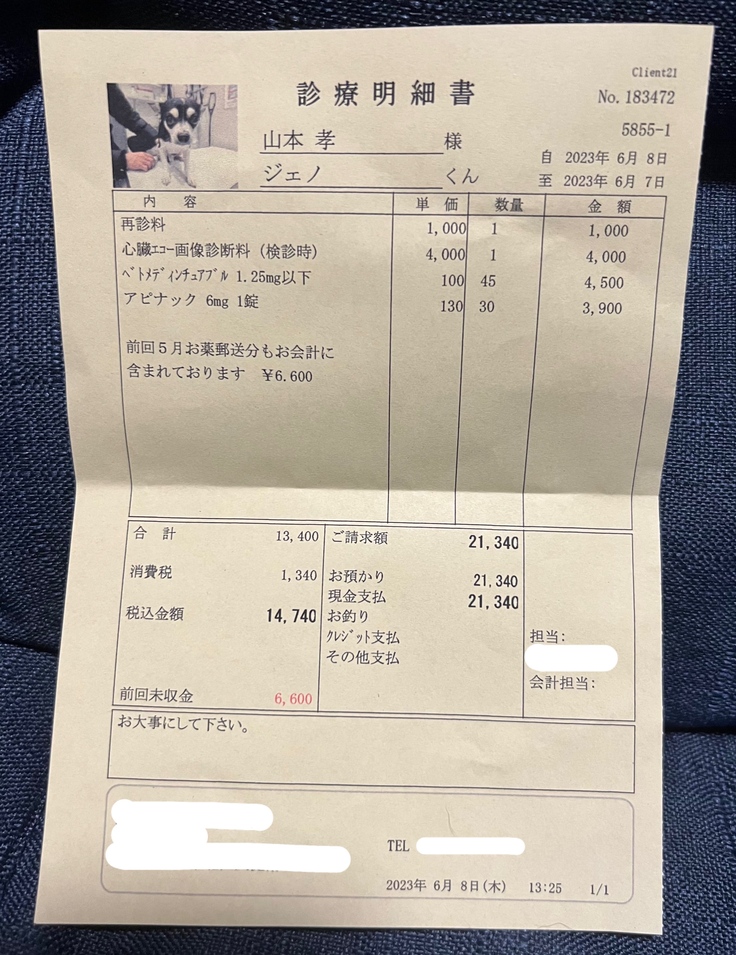 Client21
診療明細書
No. 183472
5855-1
山本 孝 様
ジェノ くん
自 2023年 6月 8日
至 2023年 6月 7日
内 容 単 価 数量 金 額
再診料 1,000 1 1,000
心臓ｴｺｰ画像診断料（検診時） 4,000 1 4,000
ﾍﾞﾄﾒﾃﾞｨﾝﾁｭｱﾌﾞﾙ 1.25mg以下 100 45 4,500
アピナック 6mg 1錠 130 30 3,900
前回５月お薬郵送分もお会計に
含まれております ￥6.600
合 計 13,400
消費税 1,340
税込金額 14,740
前回未収金 6,600
ご請求額 21,340
お預かり 21,340
現金支払 21,340
お釣り
ｸﾚｼﾞｯﾄ支払
その他支払
担当:
会計担当:
お大事にして下さい。
TEL
2023年 6月 8日(木) 13:25 1/1